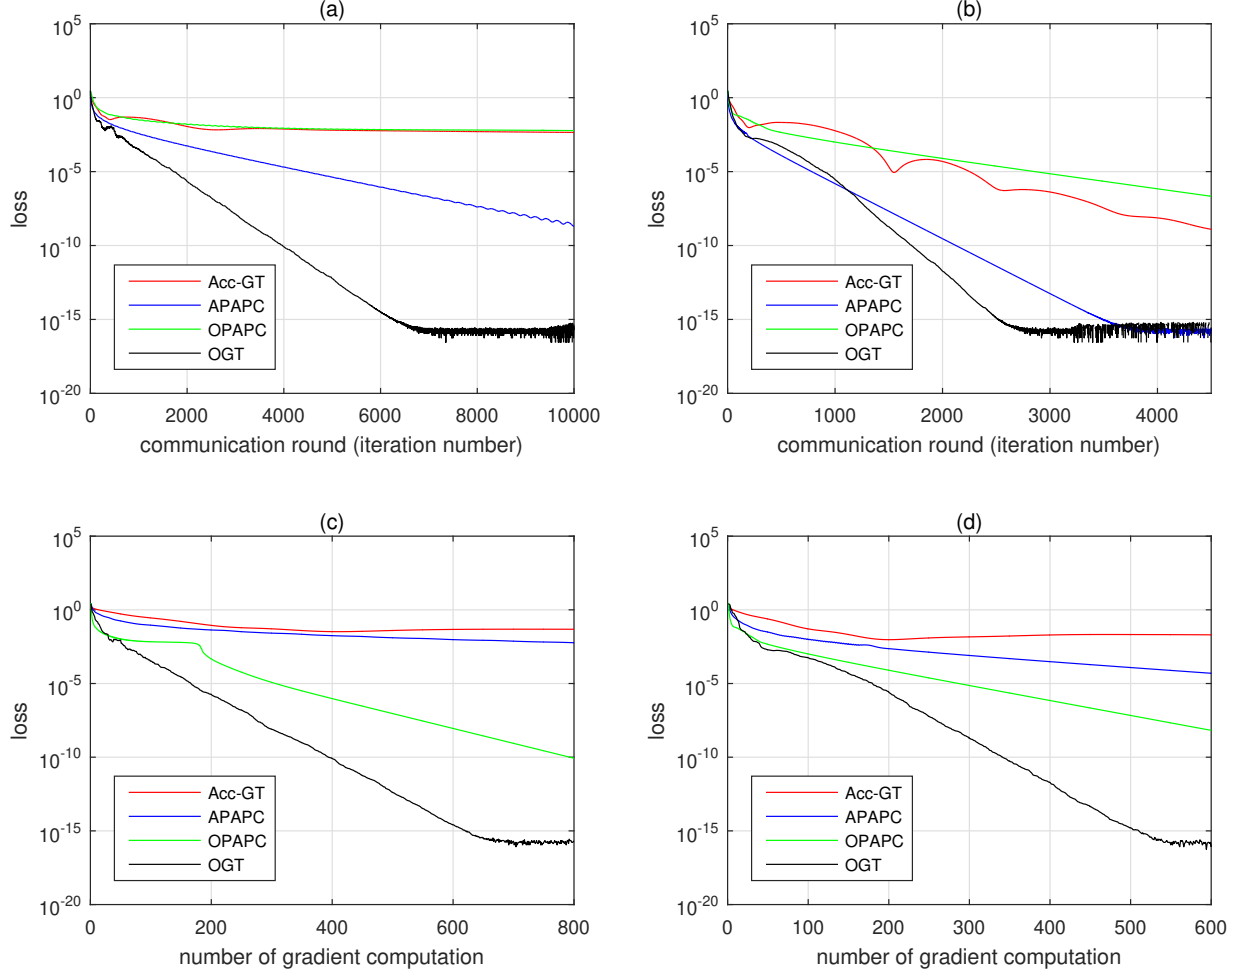 (a)
10^5
10^0
10^-5
10^-10
10^-15
10^-20
loss
Acc-GT
APAPC
OPAPC
OGT
0 2000 4000 6000 8000 10000
communication round (iteration number)
(b)
10^5
10^0
10^-5
10^-10
10^-15
10^-20
loss
Acc-GT
APAPC
OPAPC
OGT
0 1000 2000 3000 4000
communication round (iteration number)
(c)
10^5
10^0
10^-5
10^-10
10^-15
10^-20
loss
Acc-GT
APAPC
OPAPC
OGT
0 200 400 600 800
number of gradient computation
(d)
10^5
10^0
10^-5
10^-10
10^-15
10^-20
loss
Acc-GT
APAPC
OPAPC
OGT
0 100 200 300 400 500 600
number of gradient computation